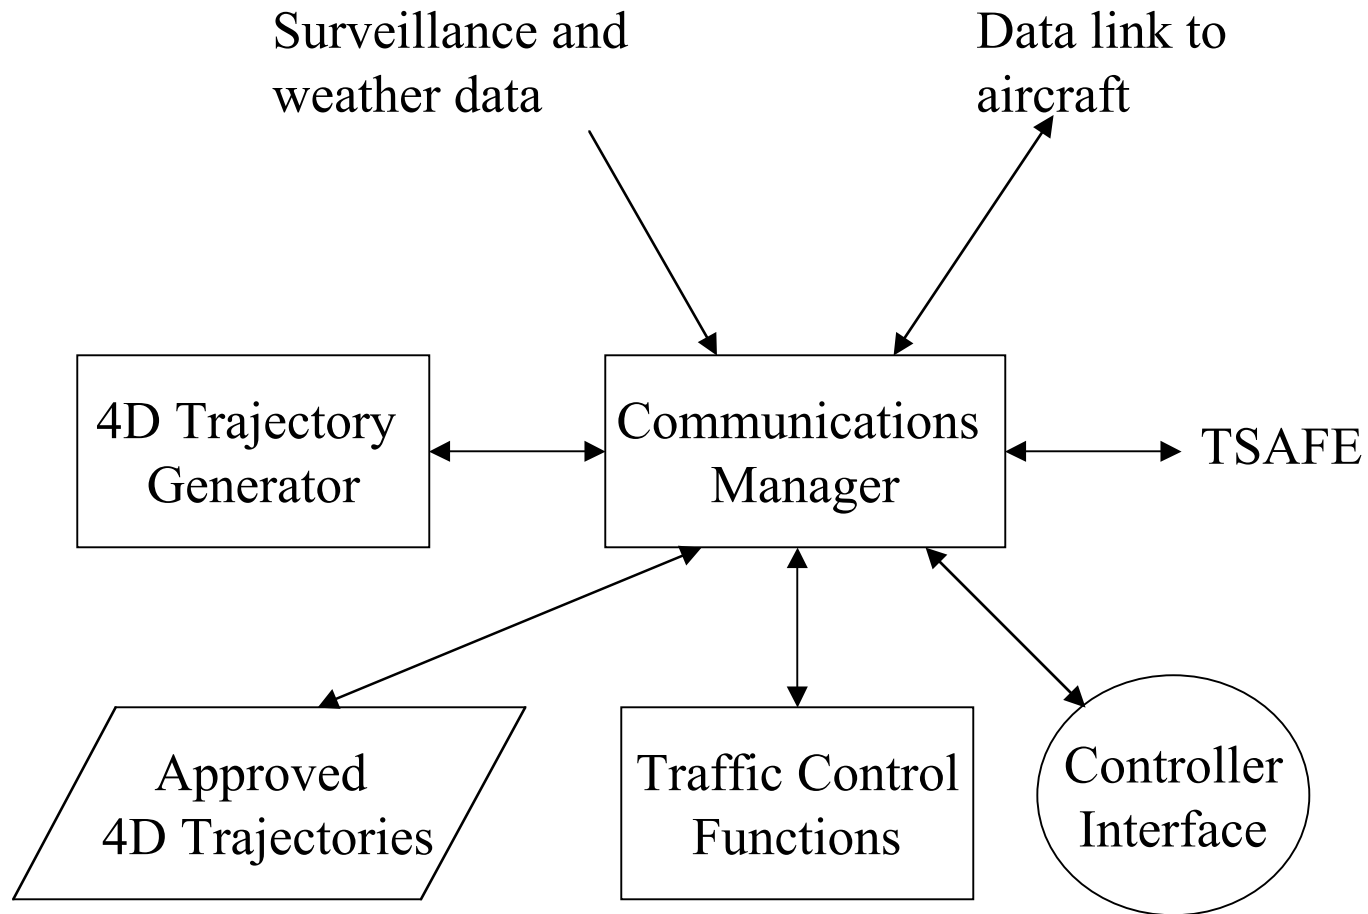 Surveillance and
weather data
Data link to
aircraft
4D Trajectory
Generator
Communications
Manager
TSAFE
Approved
4D Trajectories
Traffic Control
Functions
Controller
Interface